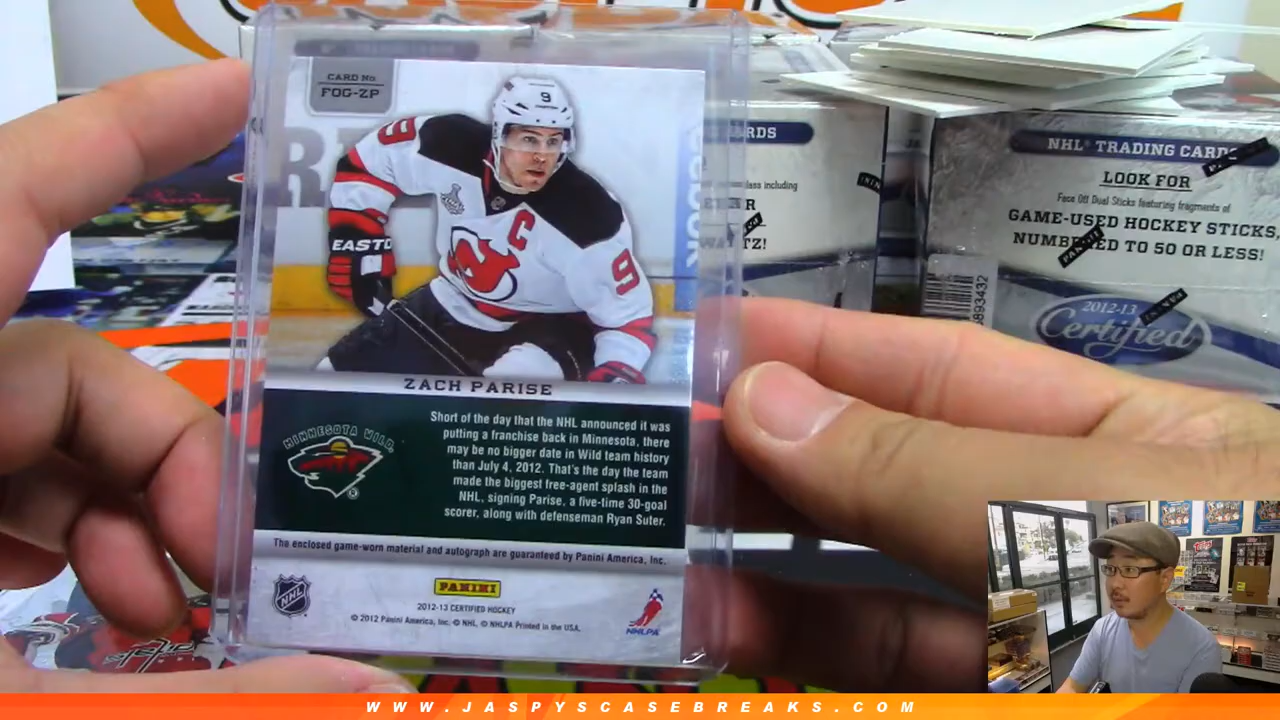 CARD No.
FOG-ZP
9
9
C
9
EASTO
ZACH PARISE
MINNESOTA WILD
Short of the day that the NHL announced it was
putting a franchise back in Minnesota, there
may be no bigger date in Wild team history
than July 4, 2012. That's the day the team
made the biggest free-agent splash in the
NHL, signing Parise, a five-time 30-goal
scorer, along with defenseman Ryan Suter.
The enclosed game-worn material and autograph are guaranteed by Panini America, Inc.
NHL
PANINI
2012-13 CERTIFIED HOCKEY
© 2012 Panini America, Inc. © NHL, © NHLPA Printed in the USA.
NHLPA
NHL® TRADING CARDS
LOOK FOR
Face Off Dual Sticks featuring fragments of
GAME-USED HOCKEY STICKS,
NUMBERED TO 50 OR LESS!
2012-13
Certified
893432
WWW.JASPYSCASEBREAKS.COM